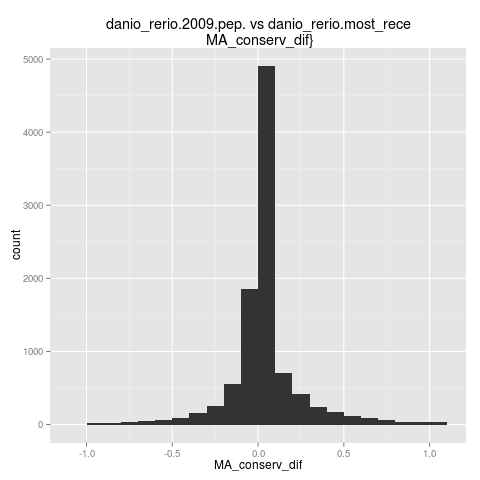 danio_rerio.2009.pep. vs danio_rerio.most_rece
MA_conserv_dif}
5000
4000
3000
2000
1000
0
count
-1.0 -0.5 0.0 0.5 1.0
MA_conserv_dif